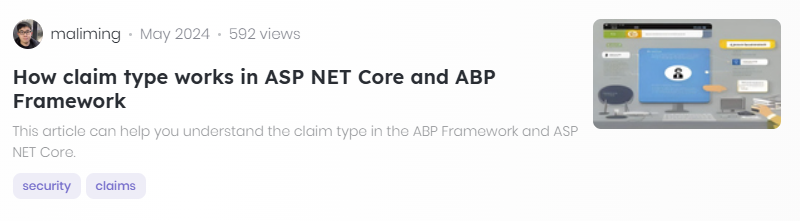 maliming • May 2024 • 592 views
How claim type works in ASP NET Core and ABP
Framework
This article can help you understand the claim type in the ABP Framework and ASP
NET Core.
security claims